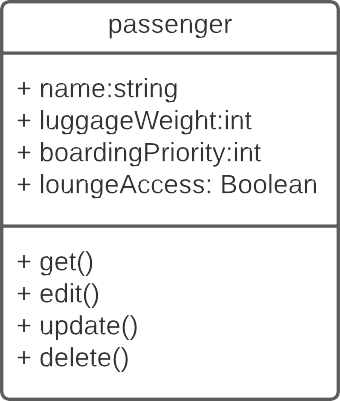 passenger
+ name:string
+ luggageWeight:int
+ boardingPriority:int
+ loungeAccess: Boolean
+ get()
+ edit()
+ update()
+ delete()